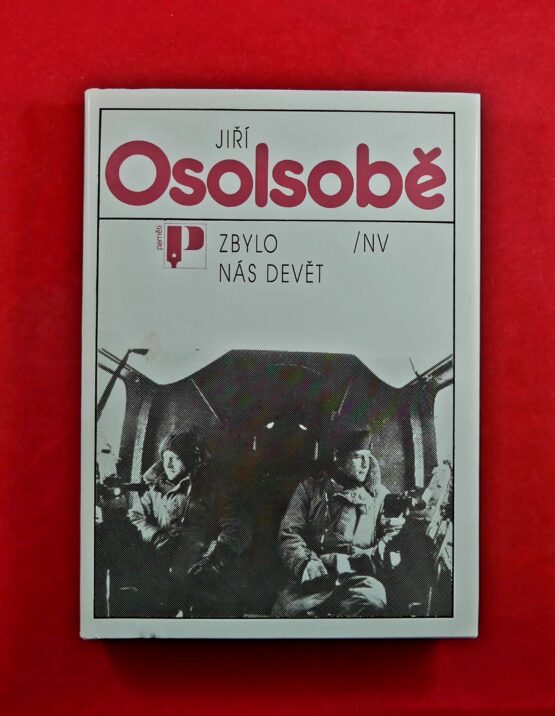 JIŘÍ
Osolsobě
paměti
P
ZBYLO /NV
NÁS DEVĚT